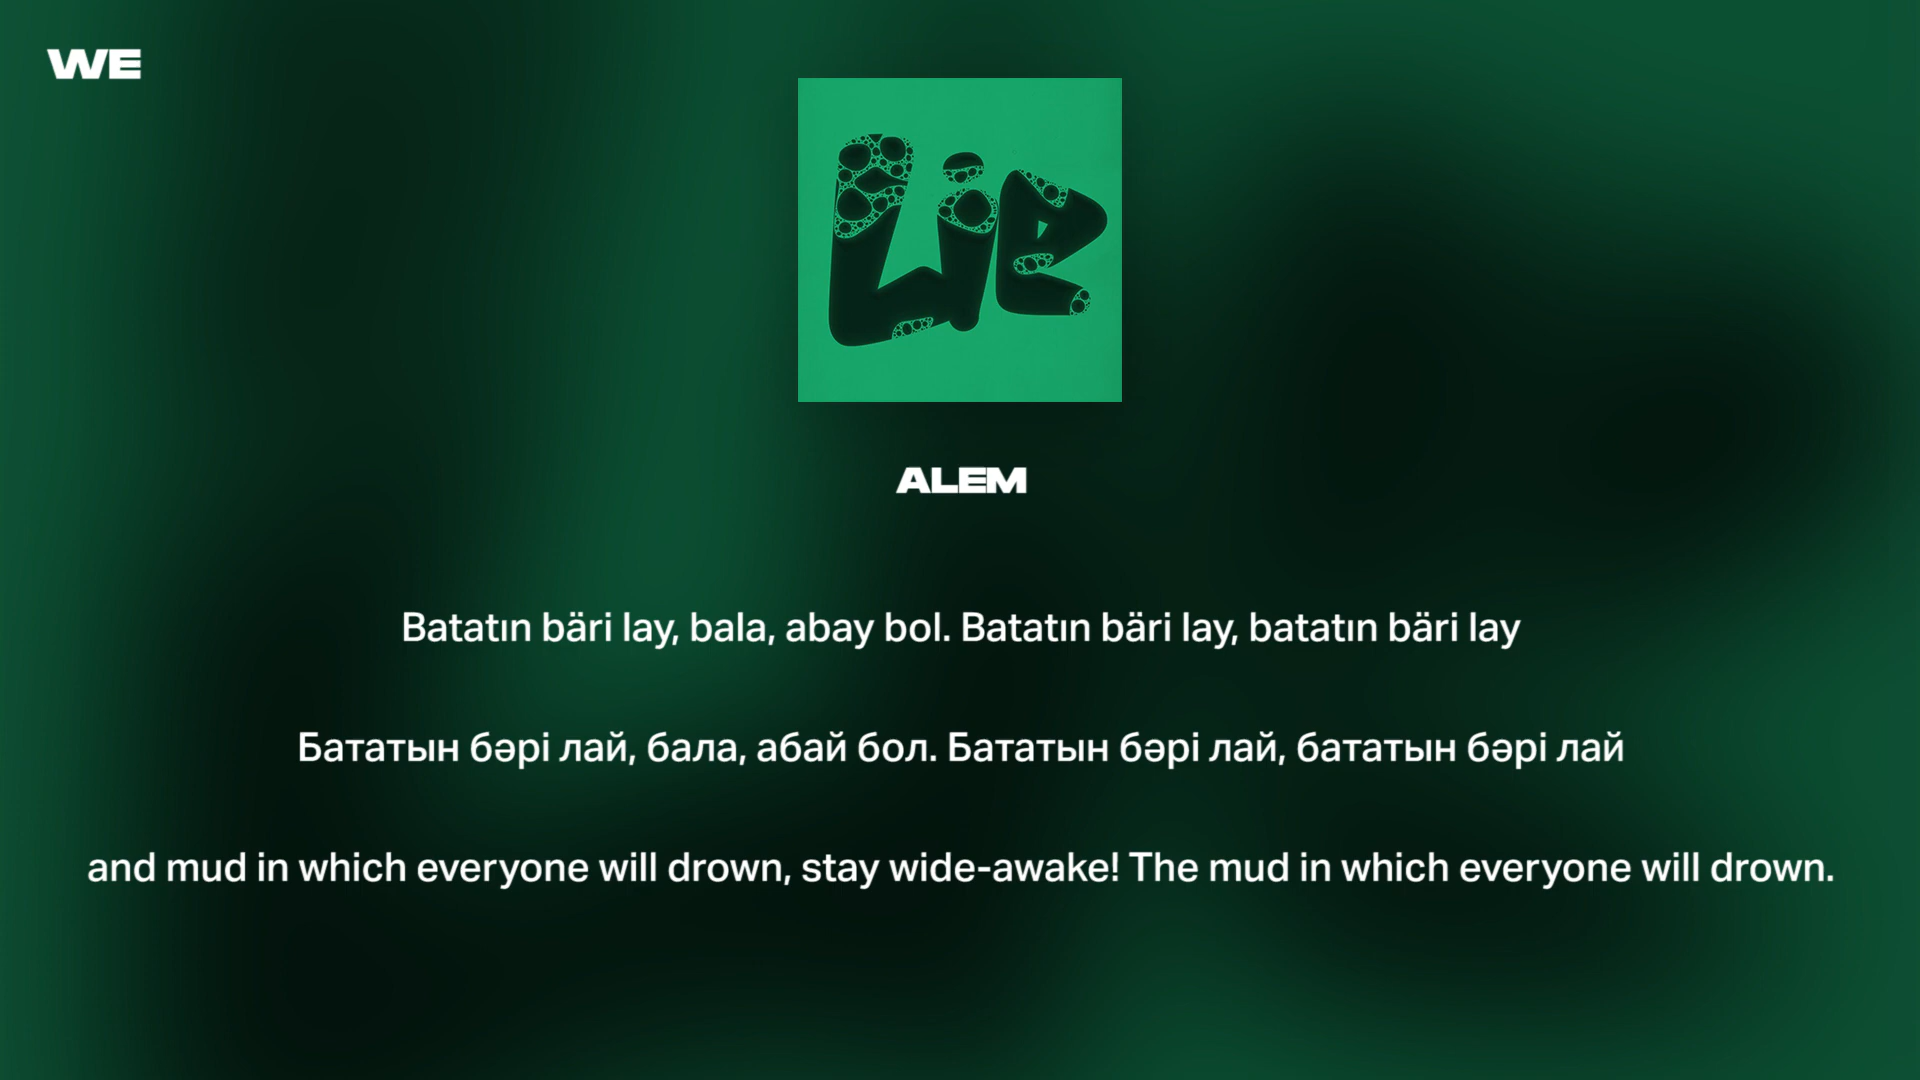 WE
we
ALEM
Batatın bäri lay, bala, abay bol. Batatın bäri lay, batatın bäri lay
Бататын бәрі лай, бала, абай бол. Бататын бәрі лай, бататын бәрі лай
and mud in which everyone will drown, stay wide-awake! The mud in which everyone will drown.